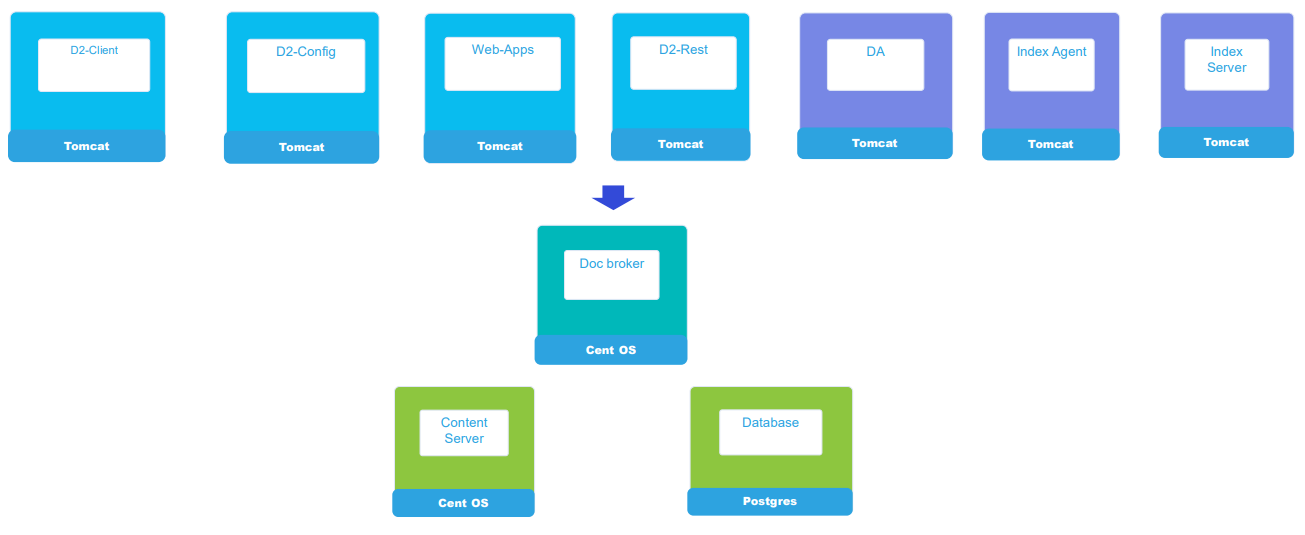 D2-Client
D2-Config
Web-Apps
D2-Rest
DA
Index Agent
Index
Server
Tomcat
Tomcat
Tomcat
Tomcat
Tomcat
Tomcat
Tomcat
Doc broker
Cent OS
Content
Server
Database
Cent OS
Postgres